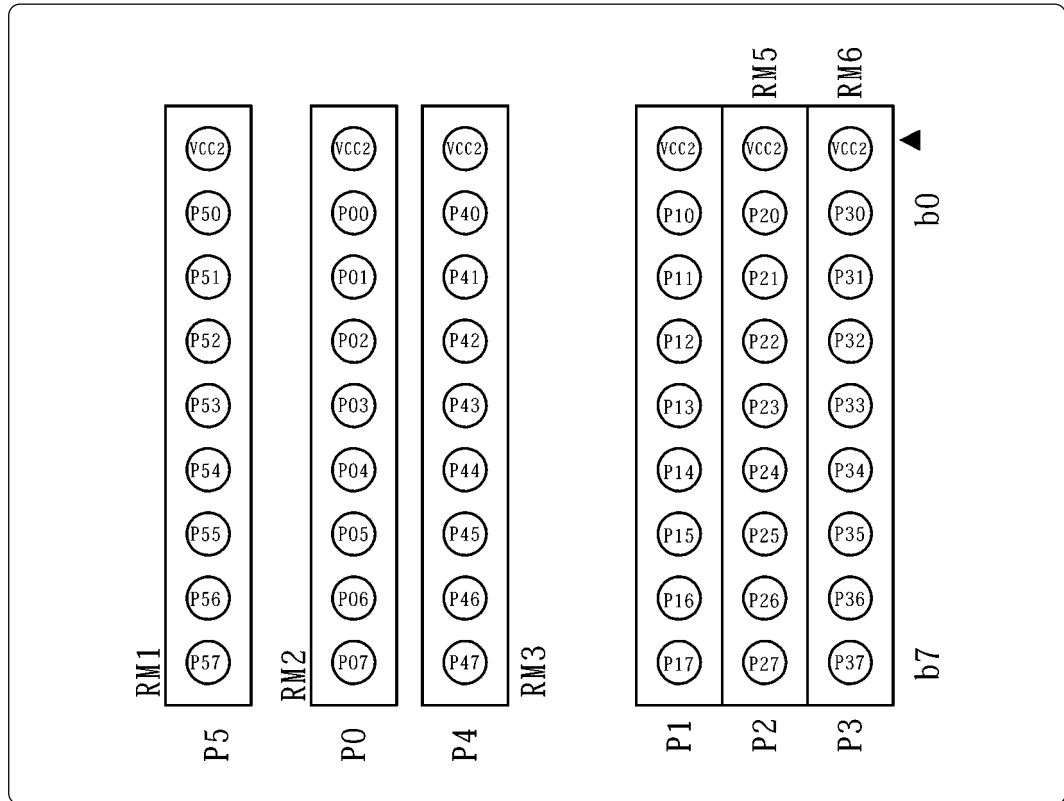 RM5 RM6
VCC2 VCC2 VCC2 VCC2 VCC2 VCC2
P50 P00 P40 P10 P20 P30 b0
P51 P01 P41 P11 P21 P31
P52 P02 P42 P12 P22 P32
P53 P03 P43 P13 P23 P33
P54 P04 P44 P14 P24 P34
P55 P05 P45 P15 P25 P35
P56 P06 P46 P16 P26 P36
RM1 P57 RM2 P07 P47 RM3 P17 P27 P37 b7
P5 P0 P4 P1 P2 P3